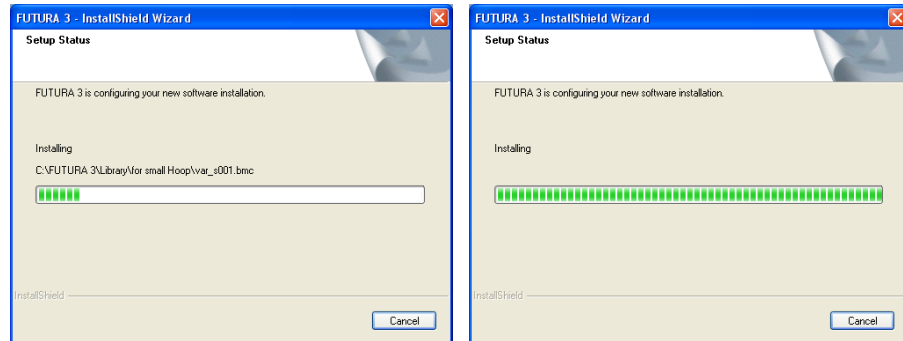 FUTURA 3 - InstallShield Wizard
Setup Status
FUTURA 3 is configuring your new software installation.
Installing
C:\FUTURA 3\Library\for small Hoop\var_s001.bmc
InstallShield
Cancel
FUTURA 3 - InstallShield Wizard
Setup Status
FUTURA 3 is configuring your new software installation.
Installing
InstallShield
Cancel